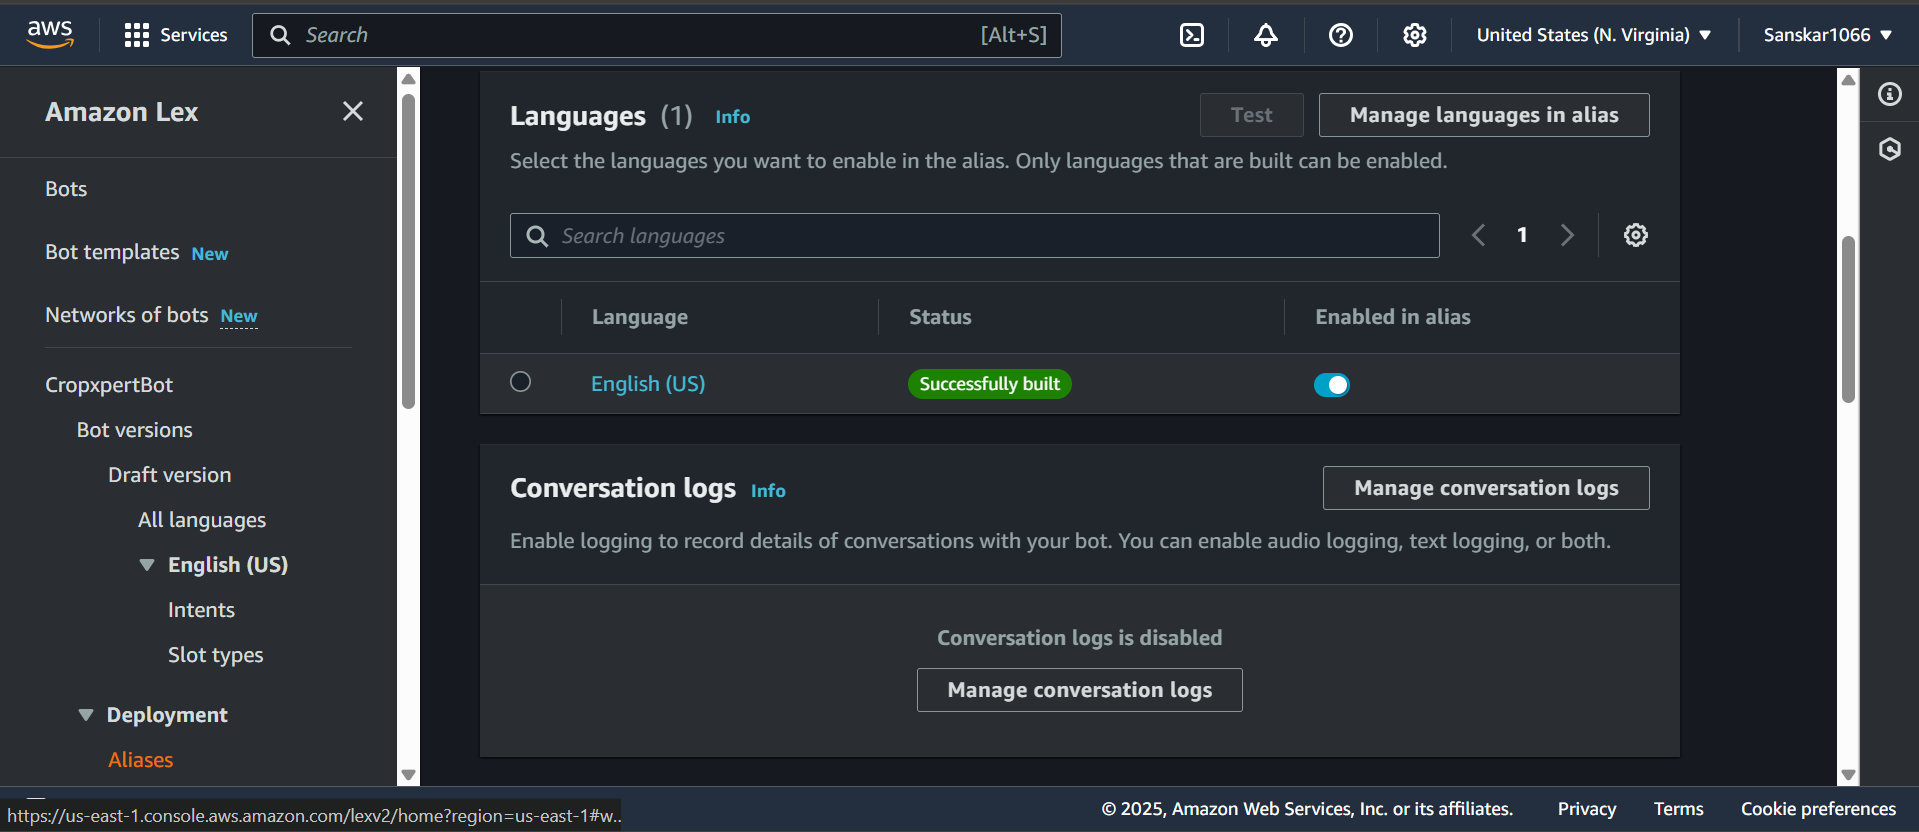 aws
Services
Search
[Alt+S]
United States (N. Virginia)
Sanskar1066
Amazon Lex
Bots
Bot templates New
Networks of bots New
CropxpertBot
Bot versions
Draft version
All languages
English (US)
Intents
Slot types
Deployment
Aliases
Languages (1) Info
Test
Manage languages in alias
Select the languages you want to enable in the alias. Only languages that are built can be enabled.
Search languages
1
Language Status Enabled in alias
English (US) Successfully built
Conversation logs Info
Manage conversation logs
Enable logging to record details of conversations with your bot. You can enable audio logging, text logging, or both.
Conversation logs is disabled
Manage conversation logs
https://us-east-1.console.aws.amazon.com/lexv2/home?region=us-east-1#w...
© 2025, Amazon Web Services, Inc. or its affiliates. Privacy Terms Cookie preferences